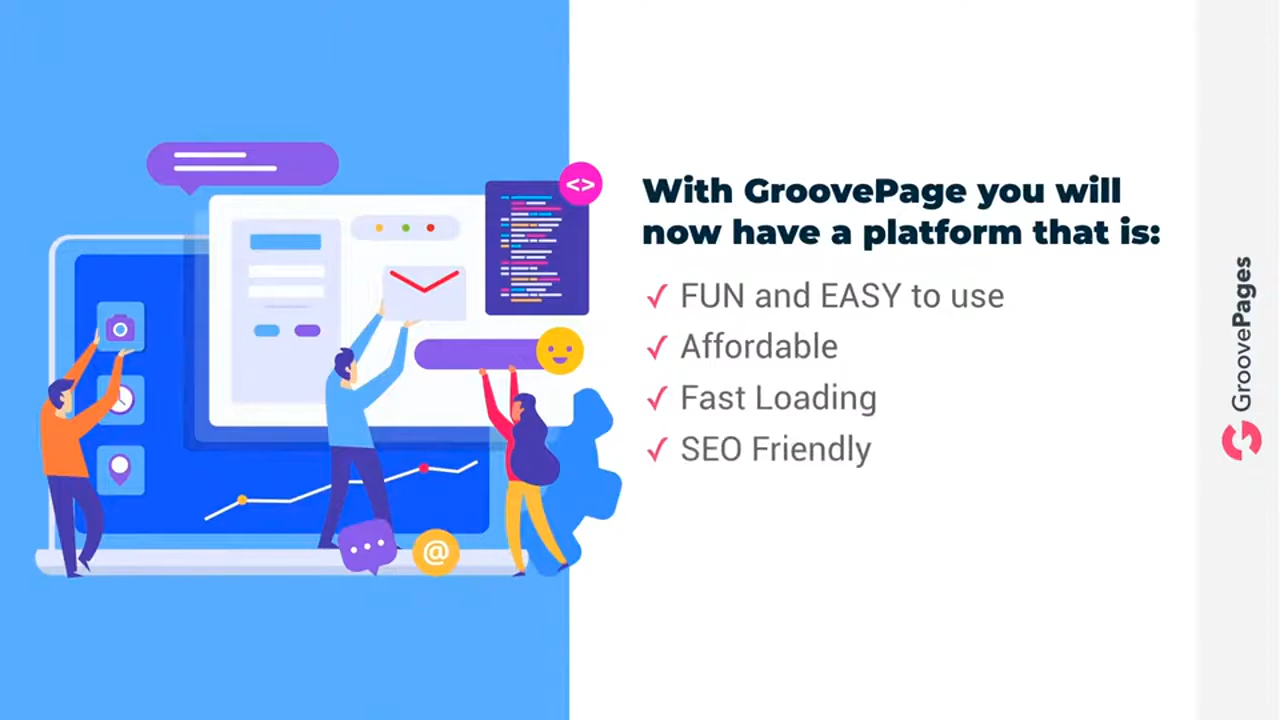 With GroovePage you will
now have a platform that is:
✓ FUN and EASY to use
✓ Affordable
✓ Fast Loading
✓ SEO Friendly
GroovePages
<>
@